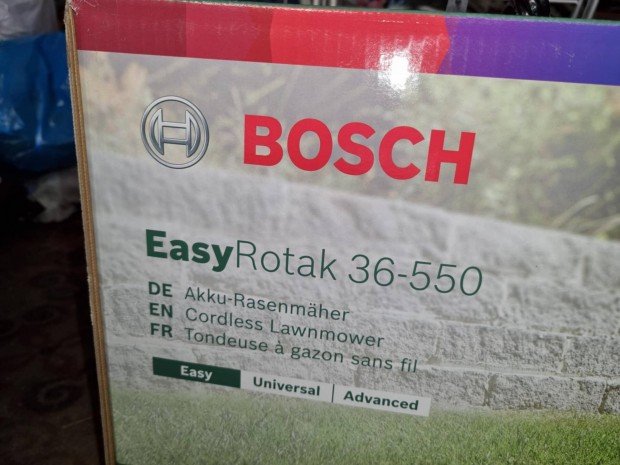 BOSCH
EasyRotak 36-550
DE Akku-Rasenmäher
EN Cordless Lawnmower
FR Tondeuse à gazon sans fil
Easy Universal Advanced